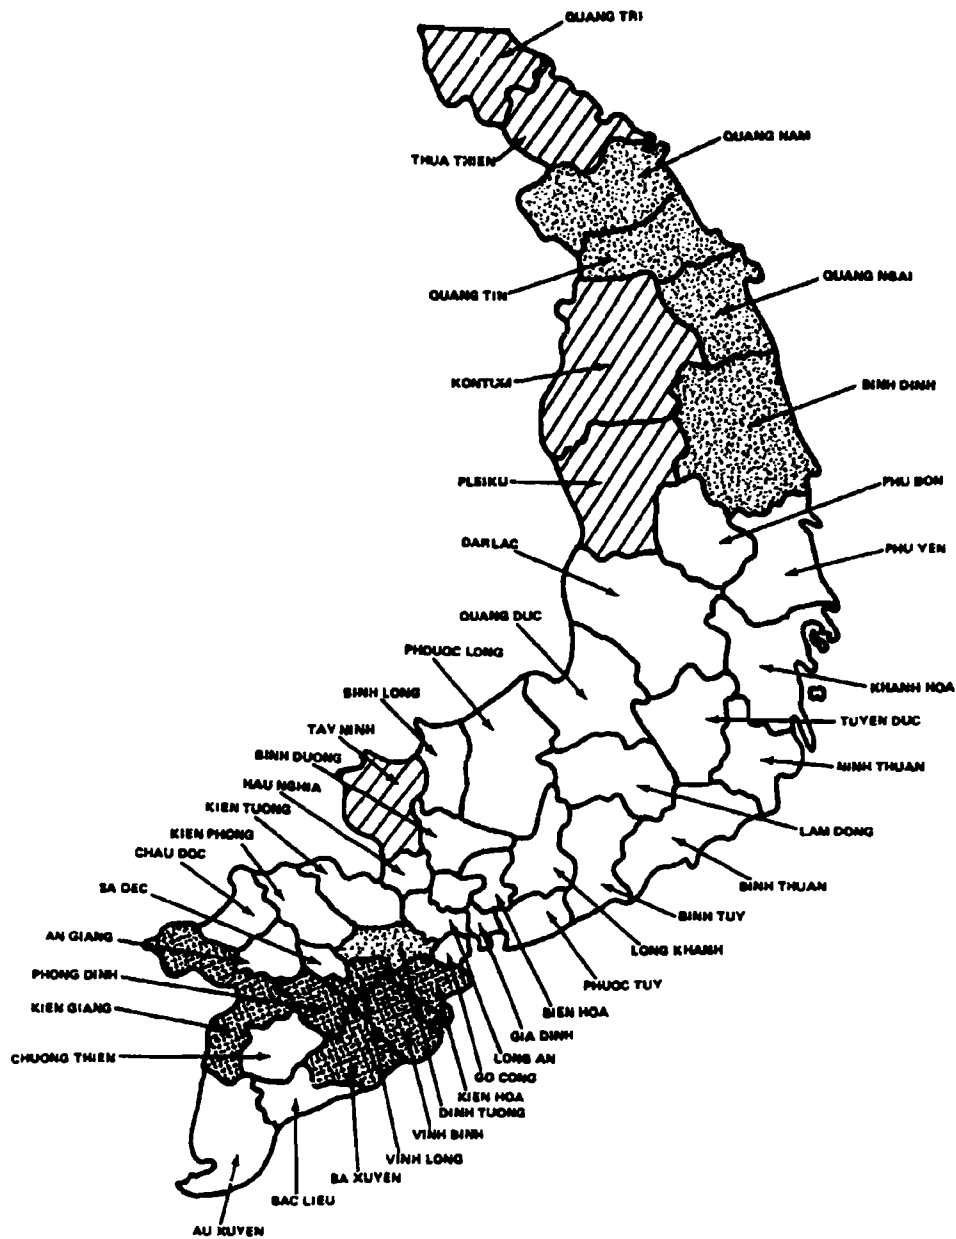 QUANG TRI
QUANG NAM
THUA THIEN
QUANG NGAI
QUANG TIN
KONTUM
BINH DINH
PLEIKU
PHU BON
DARLAC
PHU YEN
QUANG DUC
PHOUOC LONG
KHANH HOA
BINH LONG
TUYEN DUC
TAY NINH
BINH DUONG
NINH THUAN
HAU NGHIA
KIEN TUONG
LAM DONG
KIEN PHONG
CHAU DOC
BINH THUAN
SA DEC
BINH TUY
AN GIANG
LONG KHANH
PHONG DINH
PHUOC TUY
KIEN GIANG
BIEN HOA
GIA DINH
CHUONG THIEN
LONG AN
GO CONG
KIEN HOA
DINH TUONG
VINH BINH
VINH LONG
BA XUYEN
BAC LIEU
AU XUYEN